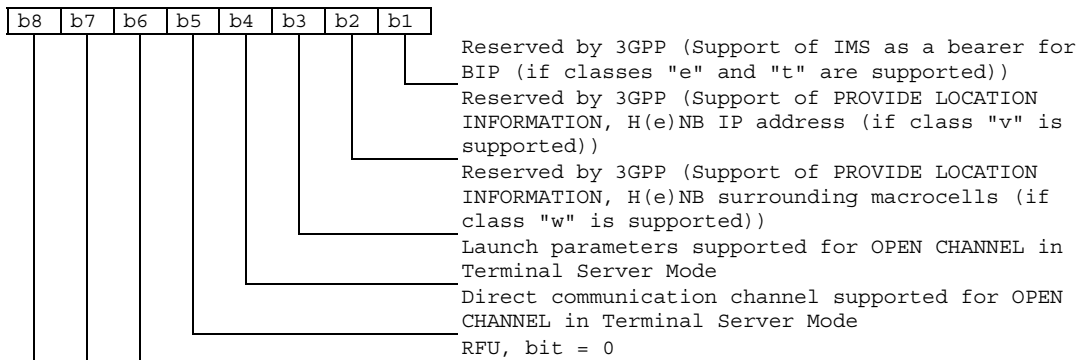 b8 b7 b6 b5 b4 b3 b2 b1
Reserved by 3GPP (Support of IMS as a bearer for
BIP (if classes "e" and "t" are supported))
Reserved by 3GPP (Support of PROVIDE LOCATION
INFORMATION, H(e)NB IP address (if class "v" is
supported))
Reserved by 3GPP (Support of PROVIDE LOCATION
INFORMATION, H(e)NB surrounding macrocells (if
class "w" is supported))
Launch parameters supported for OPEN CHANNEL in
Terminal Server Mode
Direct communication channel supported for OPEN
CHANNEL in Terminal Server Mode
RFU, bit = 0